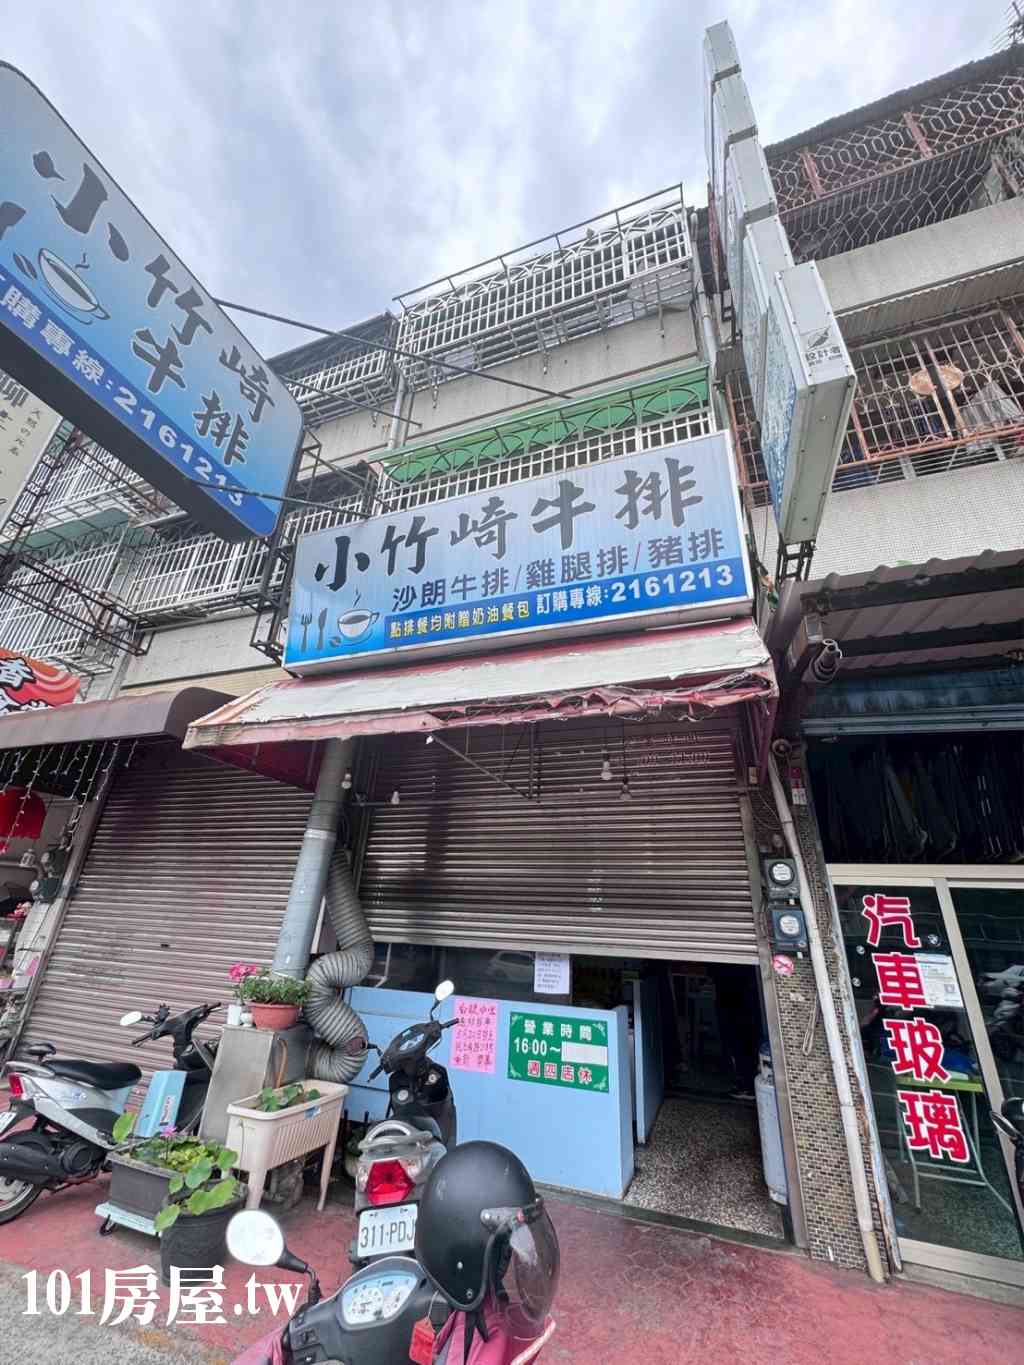 小竹崎
牛排
購專線:2161213
設計者
小竹崎牛排
沙朗牛排/雞腿排/豬排
點排餐均附贈奶油餐包 訂購專線:2161213
營業時間
16:00~
週四店休
汽車玻璃
311-PDJ
101房屋.tw